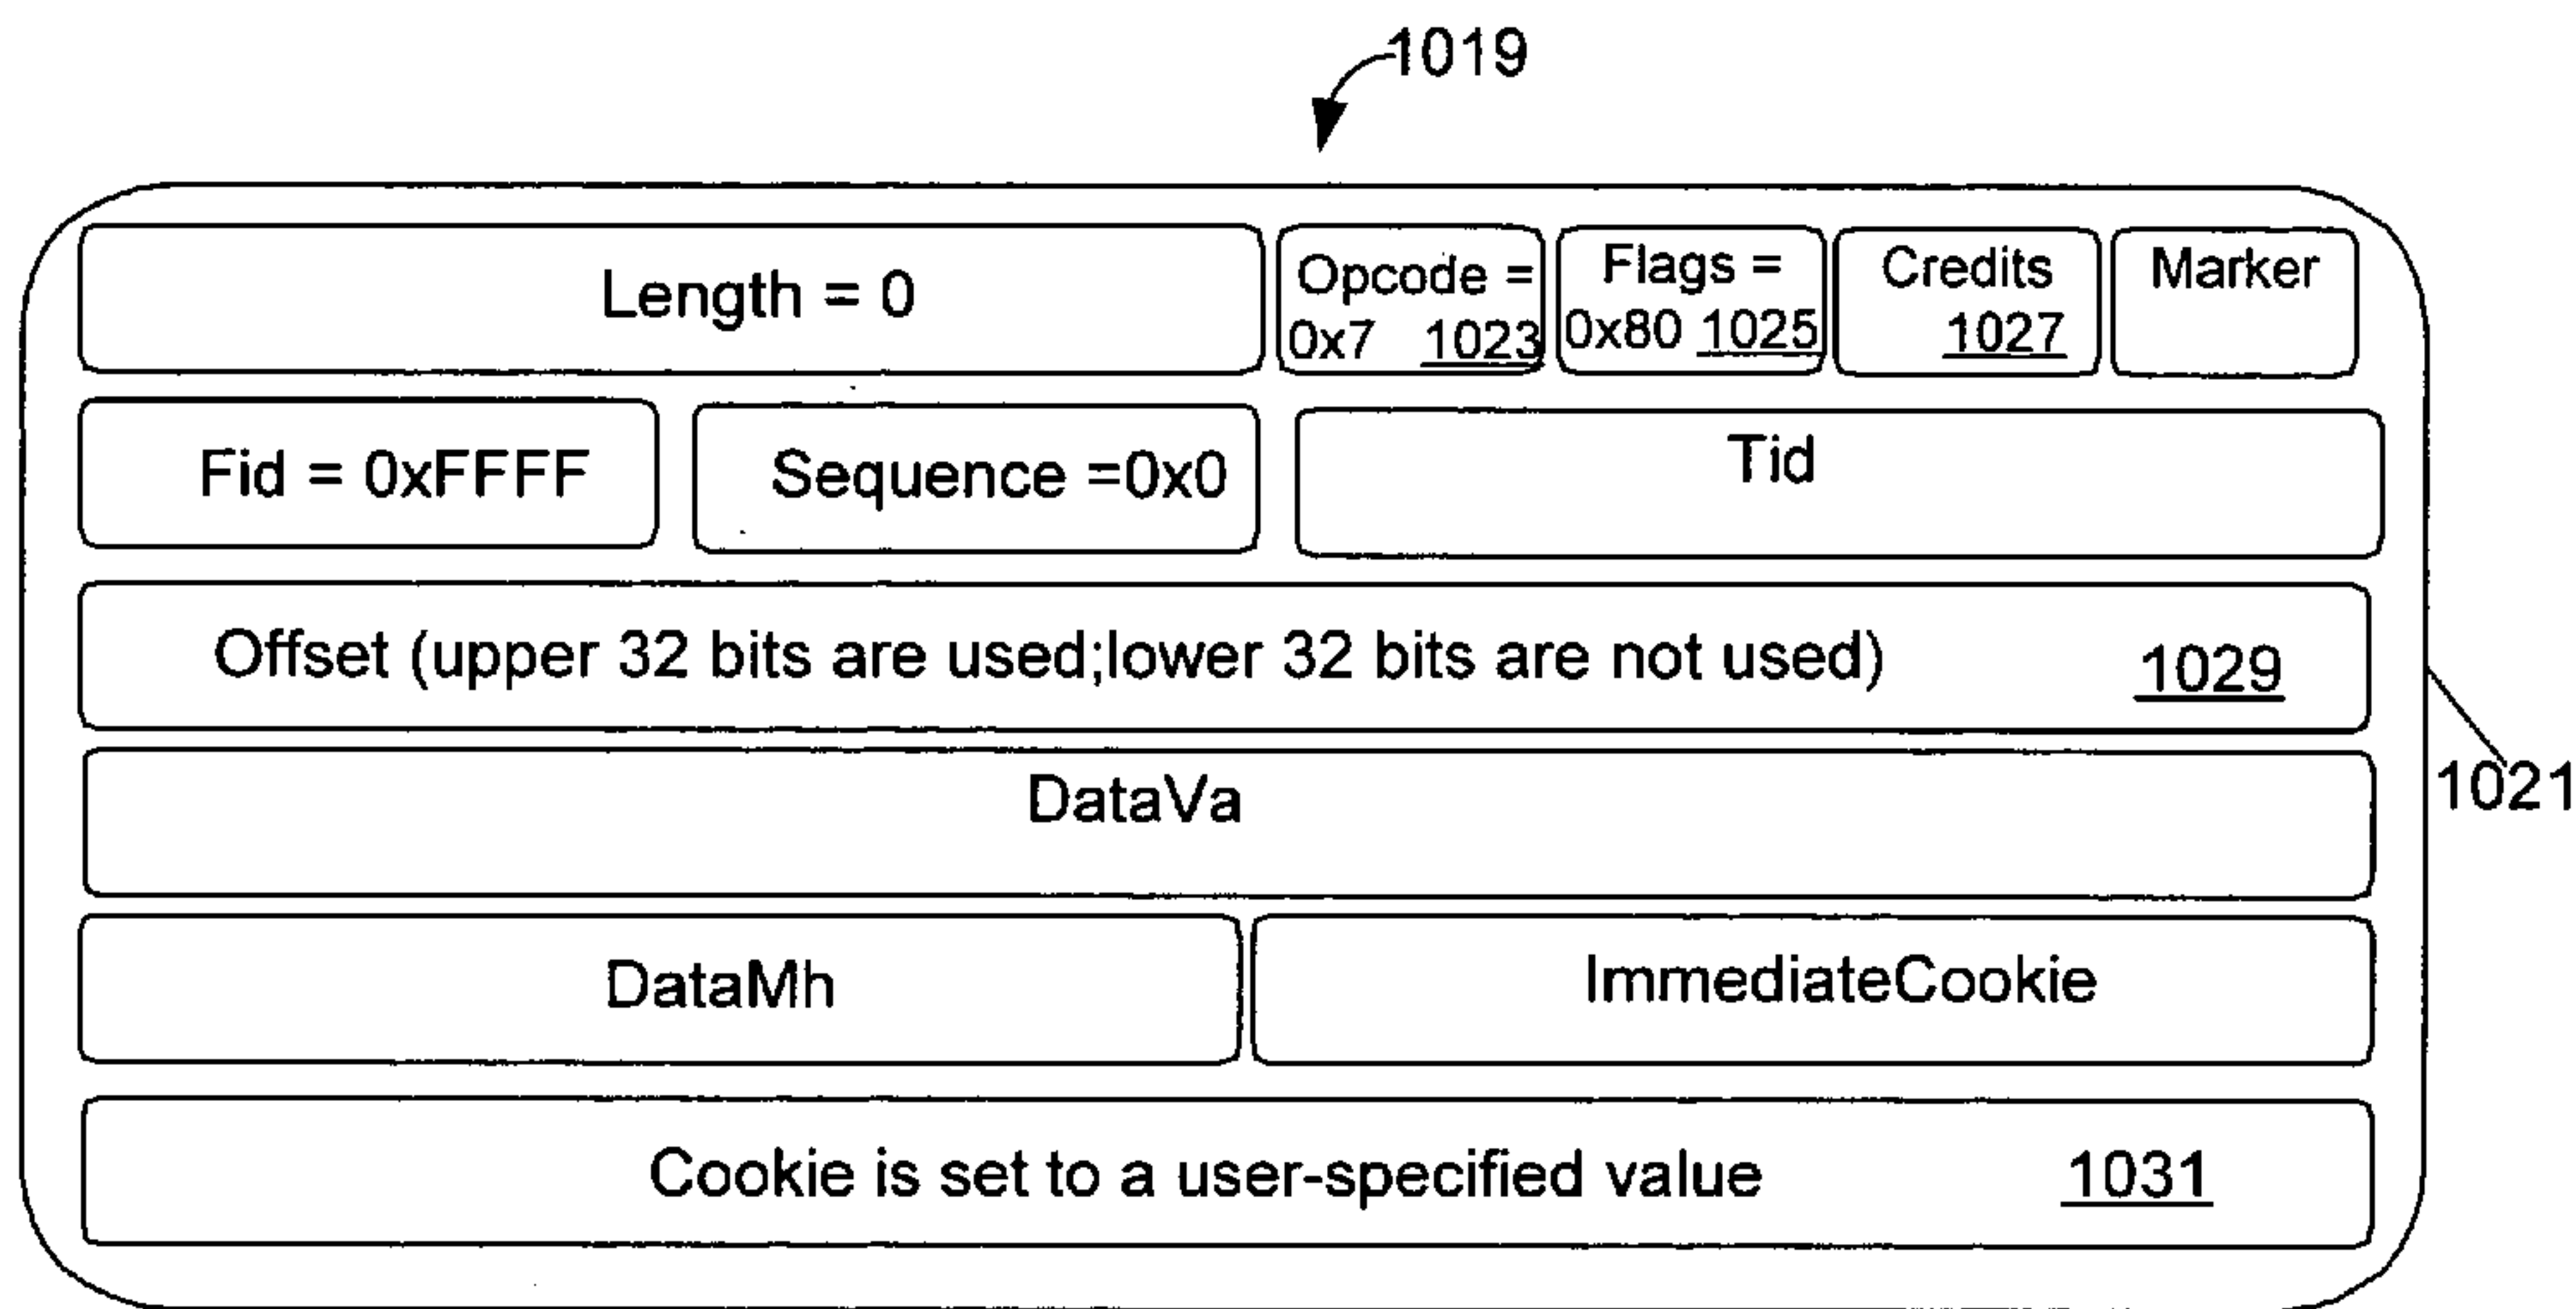 1019
Length = 0
Opcode =
0x7 1023
Flags =
0x80 1025
Credits
1027
Marker
Fid = 0xFFFF
Sequence =0x0
Tid
Offset (upper 32 bits are used;lower 32 bits are not used) 1029
DataVa
1021
DataMh
ImmediateCookie
Cookie is set to a user-specified value 1031